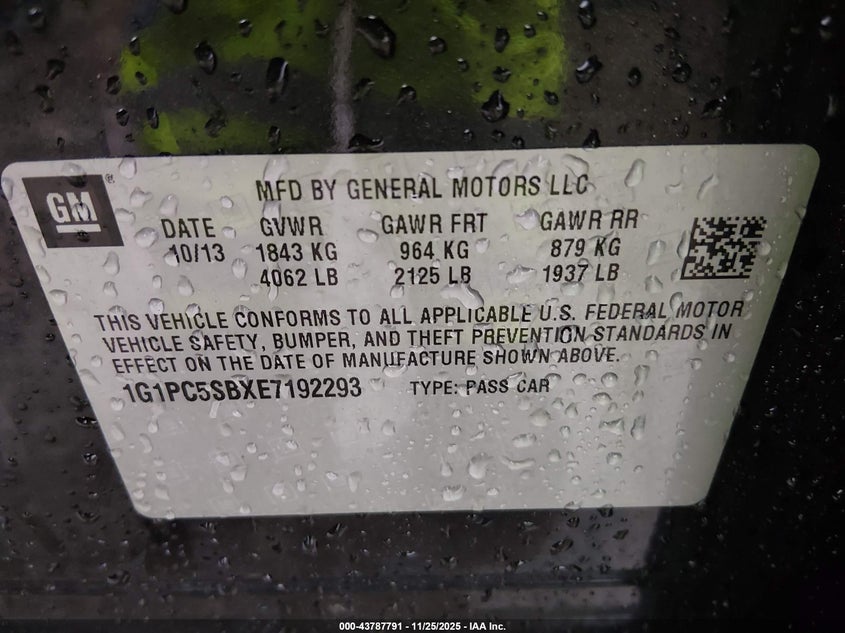 GM®
MFD BY GENERAL MOTORS LLC
DATE GVWR GAWR FRT GAWR RR
10/13 1843 KG 964 KG 879 KG
4062 LB 2125 LB 1937 LB
THIS VEHICLE CONFORMS TO ALL APPLICABLE U.S. FEDERAL MOTOR
VEHICLE SAFETY, BUMPER, AND THEFT PREVENTION STANDARDS IN
EFFECT ON THE DATE OF MANUFACTURE SHOWN ABOVE.
1G1PC5SBXE7192293 TYPE: PASS CAR
000-43787791 - 11/25/2025 - IAA Inc.